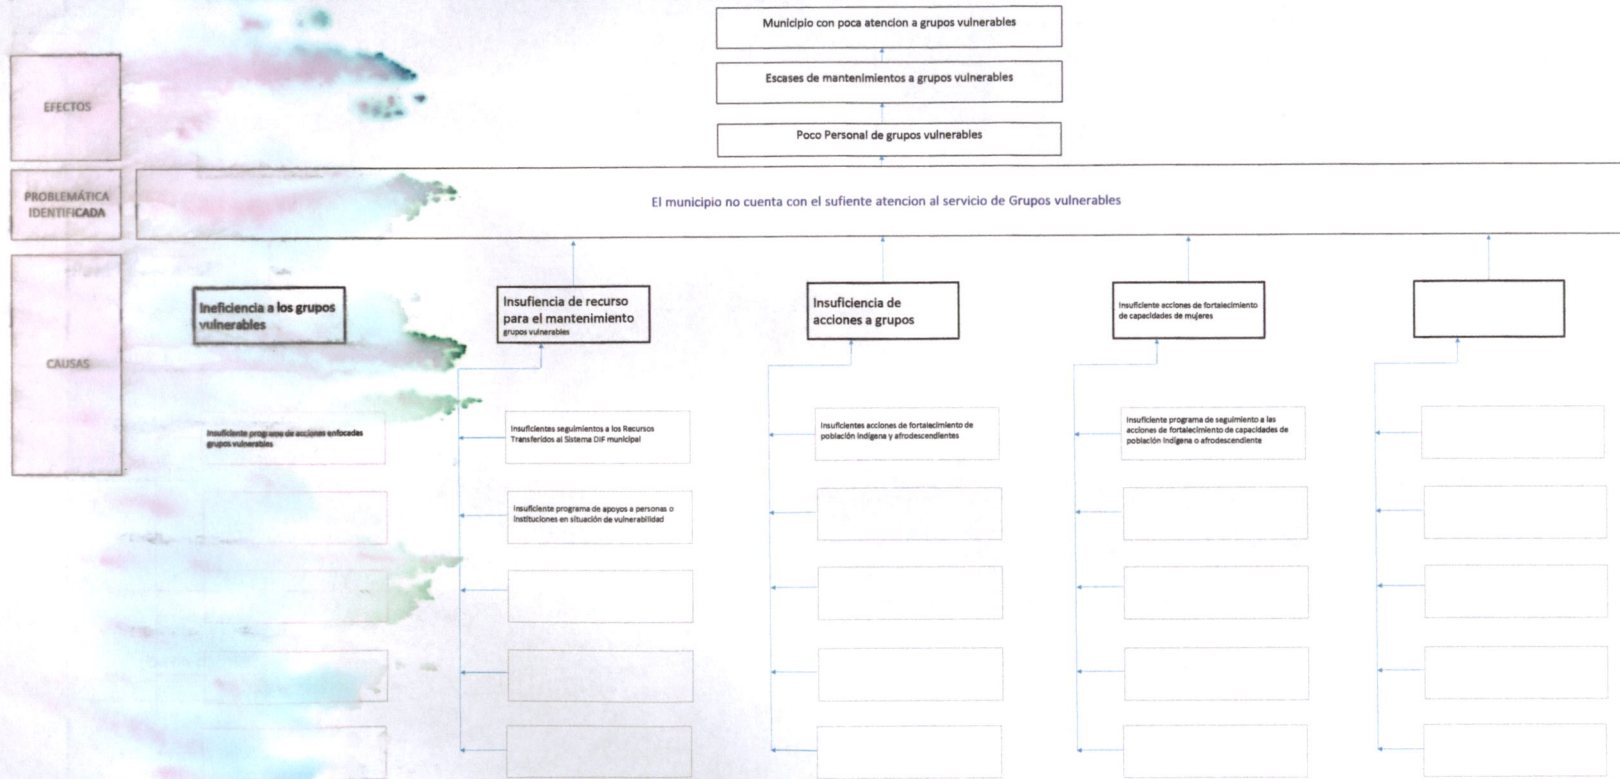 Municipio con poca atencion a grupos vulnerables
EFECTOS
Escases de mantenimientos a grupos vulnerables
Poco Personal de grupos vulnerables
PROBLEMÁTICA
IDENTIFICADA
El municipio no cuenta con el sufiente atencion al servicio de Grupos vulnerables
CAUSAS
Ineficiencia a los grupos
vulnerables
Insufiencia de recurso
para el mantenimiento
grupos vulnerables
Insuficiencia de
acciones a grupos
Insuficiente acciones de fortalecimiento
de capacidades de mujeres
Insuficiente programs de acciones enfocadas
grupos vulnerables
Insuficientes seguimientos a los Recursos
Transferidos al Sistema DIF municipal
Insuficientes acciones de fortalecimiento de
población indígena y afrodescendientes
Insuficiente programa de seguimiento a las
acciones de fortalecimiento de capacidades de
población indígena o afrodescendiente
Insuficiente programa de apoyos a personas o
instituciones en situación de vulnerabilidad